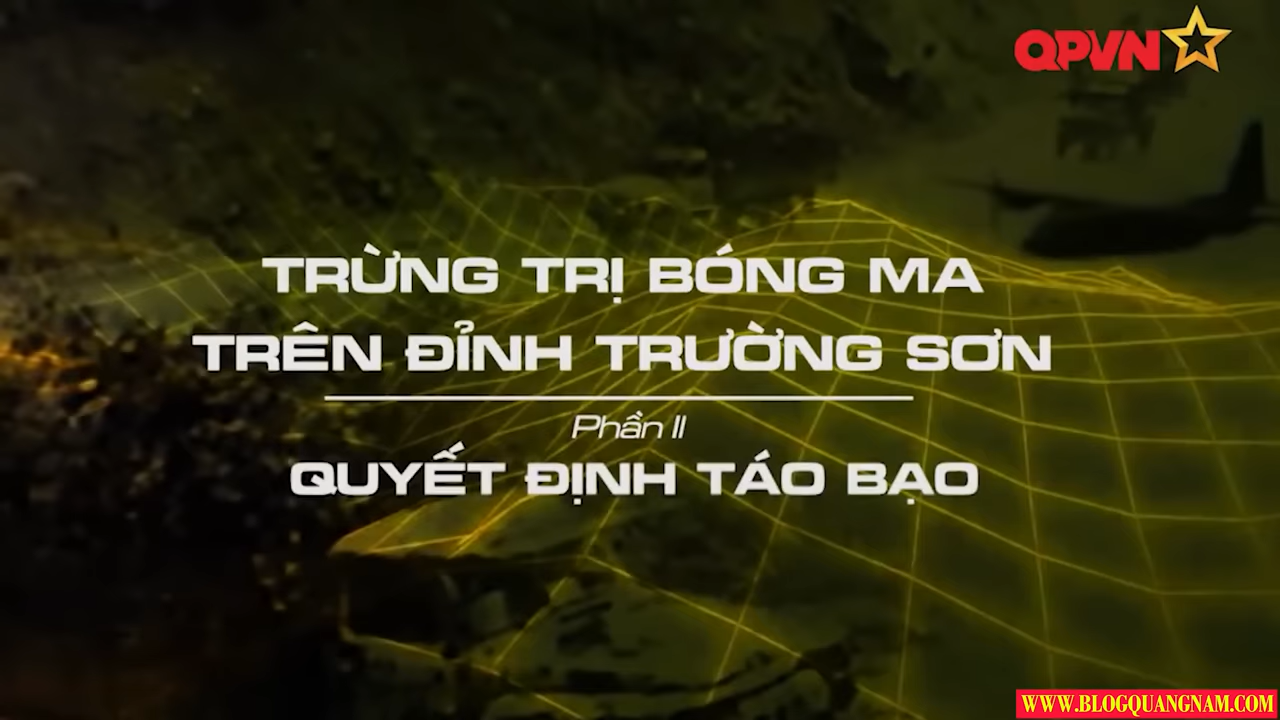 QPVN
TRỪNG TRỊ BÓNG MA
TRÊN ĐỈNH TRƯỜNG SƠN
Phần II
QUYẾT ĐỊNH TÁO BẠO
WWW.BLOGQUANGNAM.COM